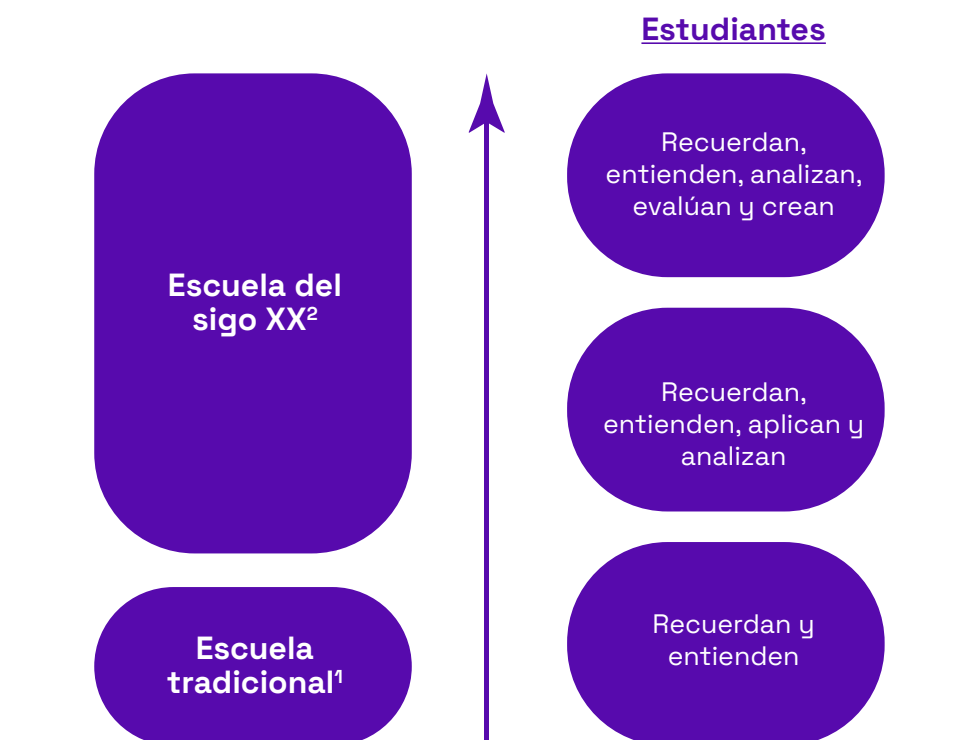 Estudiantes
Recuerdan,
entienden, analizan,
evalúan y crean
Escuela del
sigo XX²
Recuerdan,
entienden, aplican y
analizan
Recuerdan y
entienden
Escuela
tradicional¹